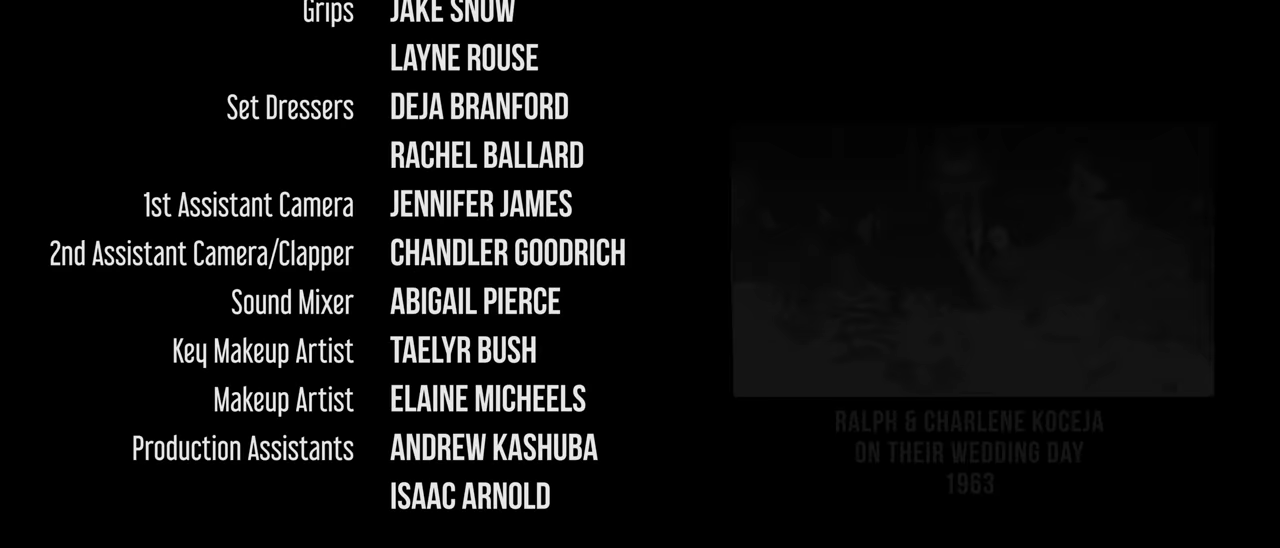 Grips JAKE SNOW
LAYNE ROUSE
Set Dressers DEJA BRANFORD
RACHEL BALLARD
1st Assistant Camera JENNIFER JAMES
2nd Assistant Camera/Clapper CHANDLER GOODRICH
Sound Mixer ABIGAIL PIERCE
Key Makeup Artist TAELYR BUSH
Makeup Artist ELAINE MICHEELS
Production Assistants ANDREW KASHUBA
ISAAC ARNOLD
RALPH & CHARLENE KOCEJA
ON THEIR WEDDING DAY
1963